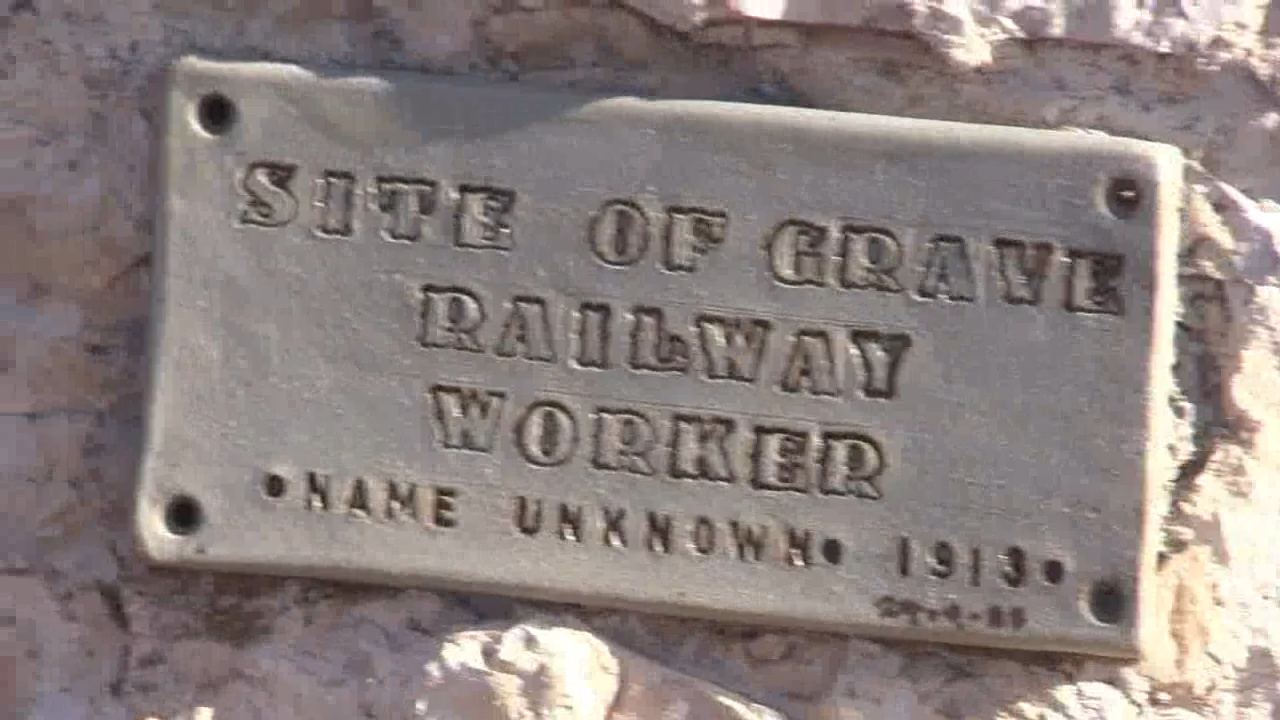 SITE OF GRAVE
RAILWAY
WORKER
•NAME UNKNOWN• 1913•